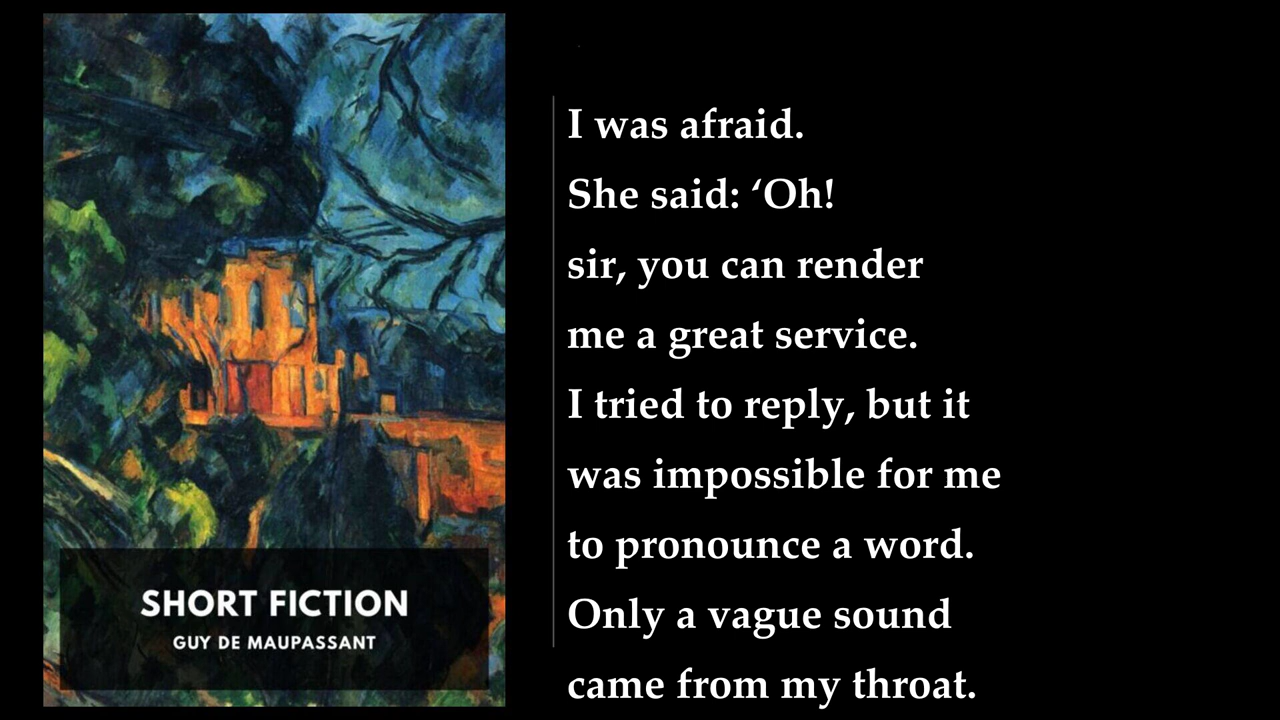 SHORT FICTION
GUY DE MAUPASSANT
I was afraid.
She said: ‘Oh!
sir, you can render
me a great service.
I tried to reply, but it
was impossible for me
to pronounce a word.
Only a vague sound
came from my throat.